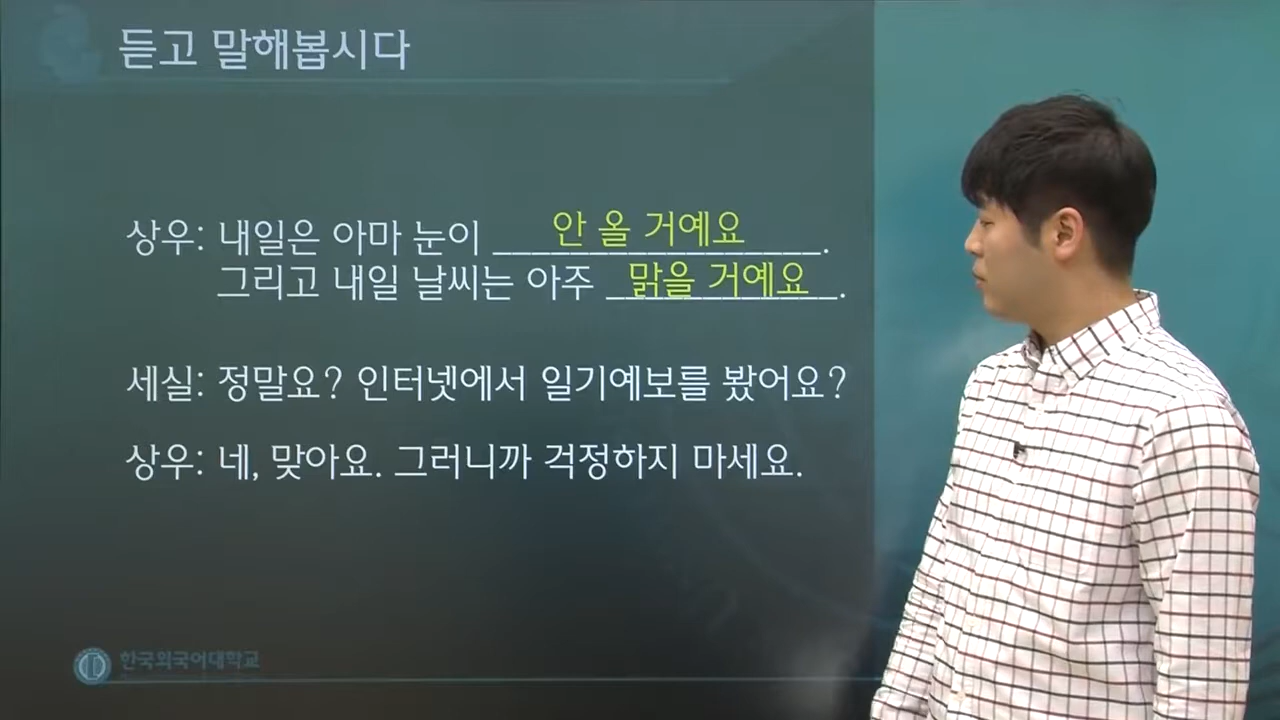 듣고 말해봅시다
상우: 내일은 아마 눈이 안 올 거예요.
그리고 내일 날씨는 아주 맑을 거예요.
세실: 정말요? 인터넷에서 일기예보를 봤어요?
상우: 네, 맞아요. 그러니까 걱정하지 마세요.
한국외국어대학교